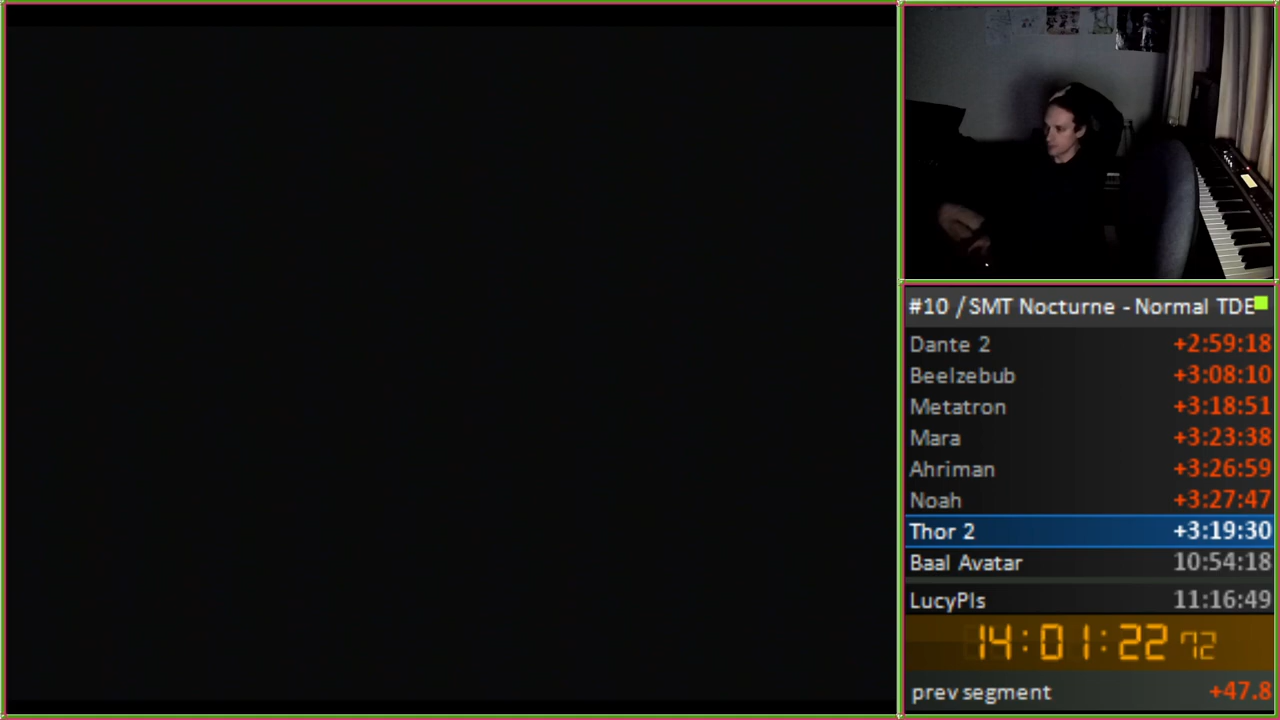 #10 / SMT Nocturne - Normal TDE
Dante 2 +2:59:18
Beelzebub +3:08:10
Metatron +3:18:51
Mara +3:23:38
Ahriman +3:26:59
Noah +3:27:47
Thor 2 +3:19:30
Baal Avatar 10:54:18
LucyPls 11:16:49
14:01:22 72
prev segment +47.8